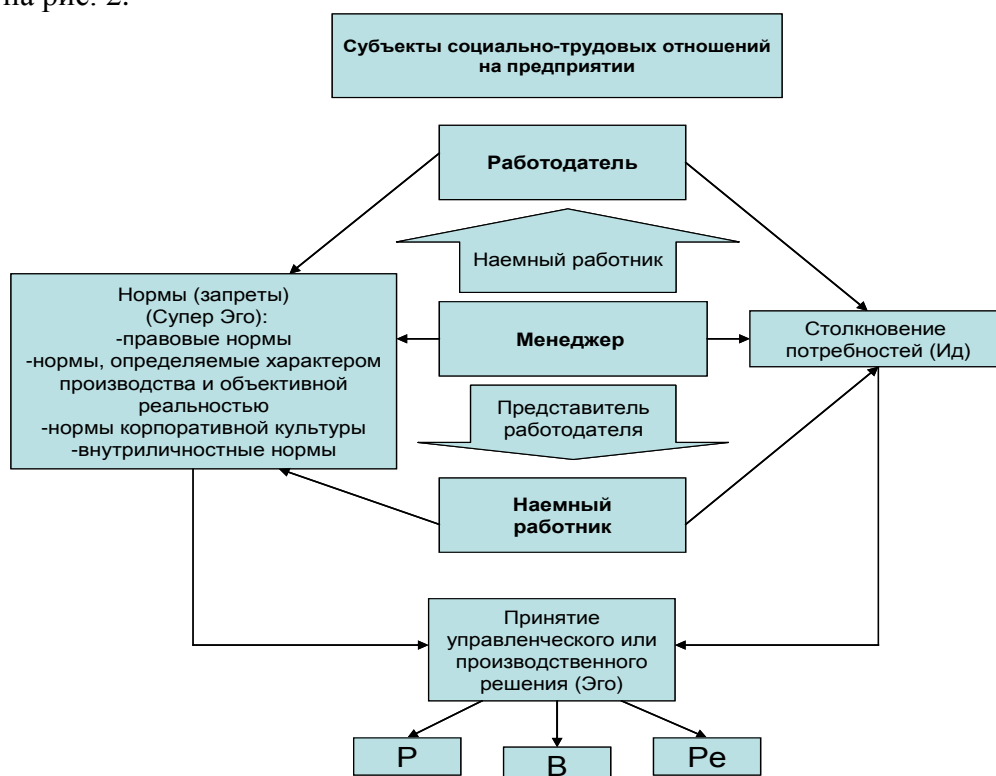 на рис. 2.
Субъекты социально-трудовых отношений
на предприятии
Работодатель
Наемный работник
Нормы (запреты)
(Супер Эго):
-правовые нормы
-нормы, определяемые характером
производства и объективной
реальностью
-нормы корпоративной культуры
-внутриличностные нормы
Менеджер
Столкновение
потребностей (Ид)
Представитель
работодателя
Наемный
работник
Принятие
управленческого или
производственного
решения (Эго)
Р
В
Ре